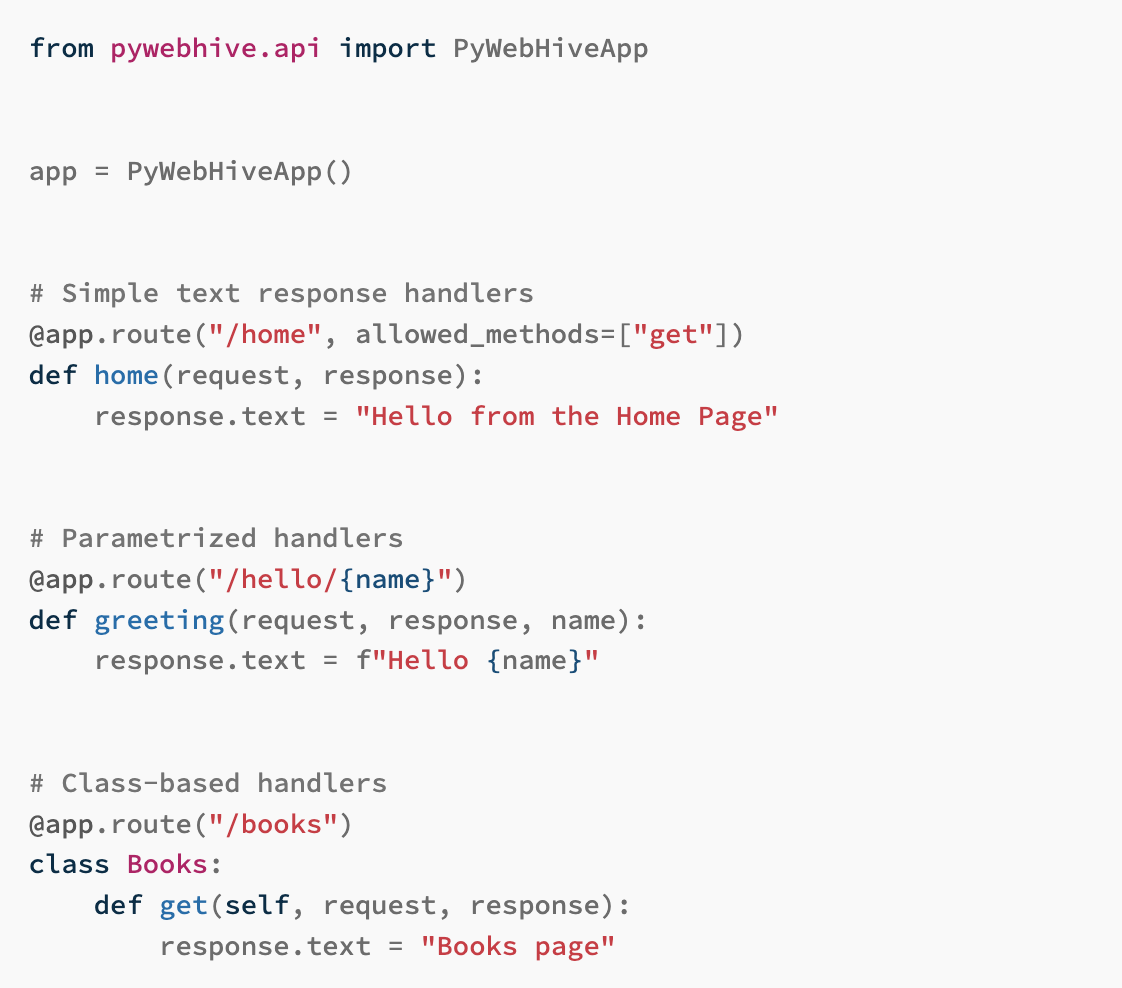 from pywebhive.api import PyWebHiveApp
app = PyWebHiveApp()
# Simple text response handlers
@app.route("/home", allowed_methods=["get"])
def home(request, response):
    response.text = "Hello from the Home Page"
# Parametrized handlers
@app.route("/hello/{name}")
def greeting(request, response, name):
    response.text = f"Hello {name}"
# Class-based handlers
@app.route("/books")
class Books:
    def get(self, request, response):
        response.text = "Books page"